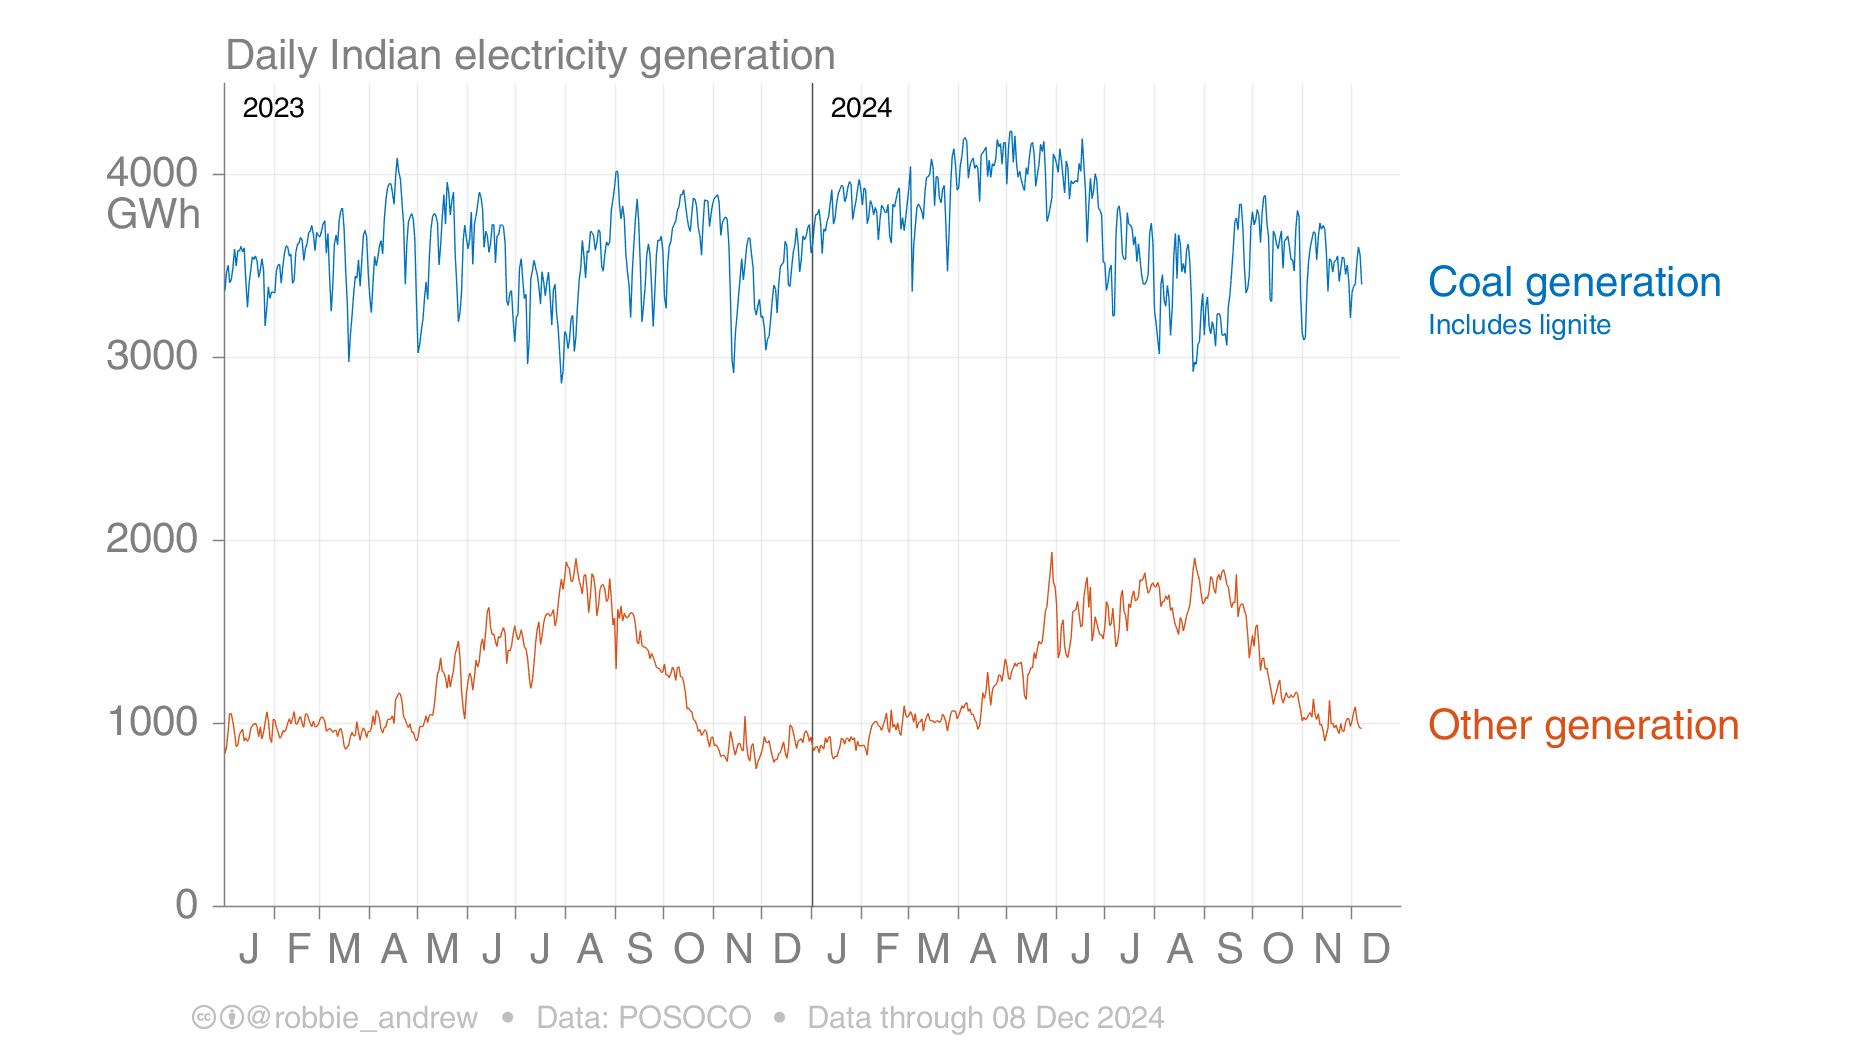 Daily Indian electricity generation
2023
2024
4000
GWh
3000
2000
1000
0
Coal generation
Includes lignite
Other generation
J F M A M J J A S O N D J F M A M J J A S O N D
cc @robbie_andrew • Data: POSOCO • Data through 08 Dec 2024